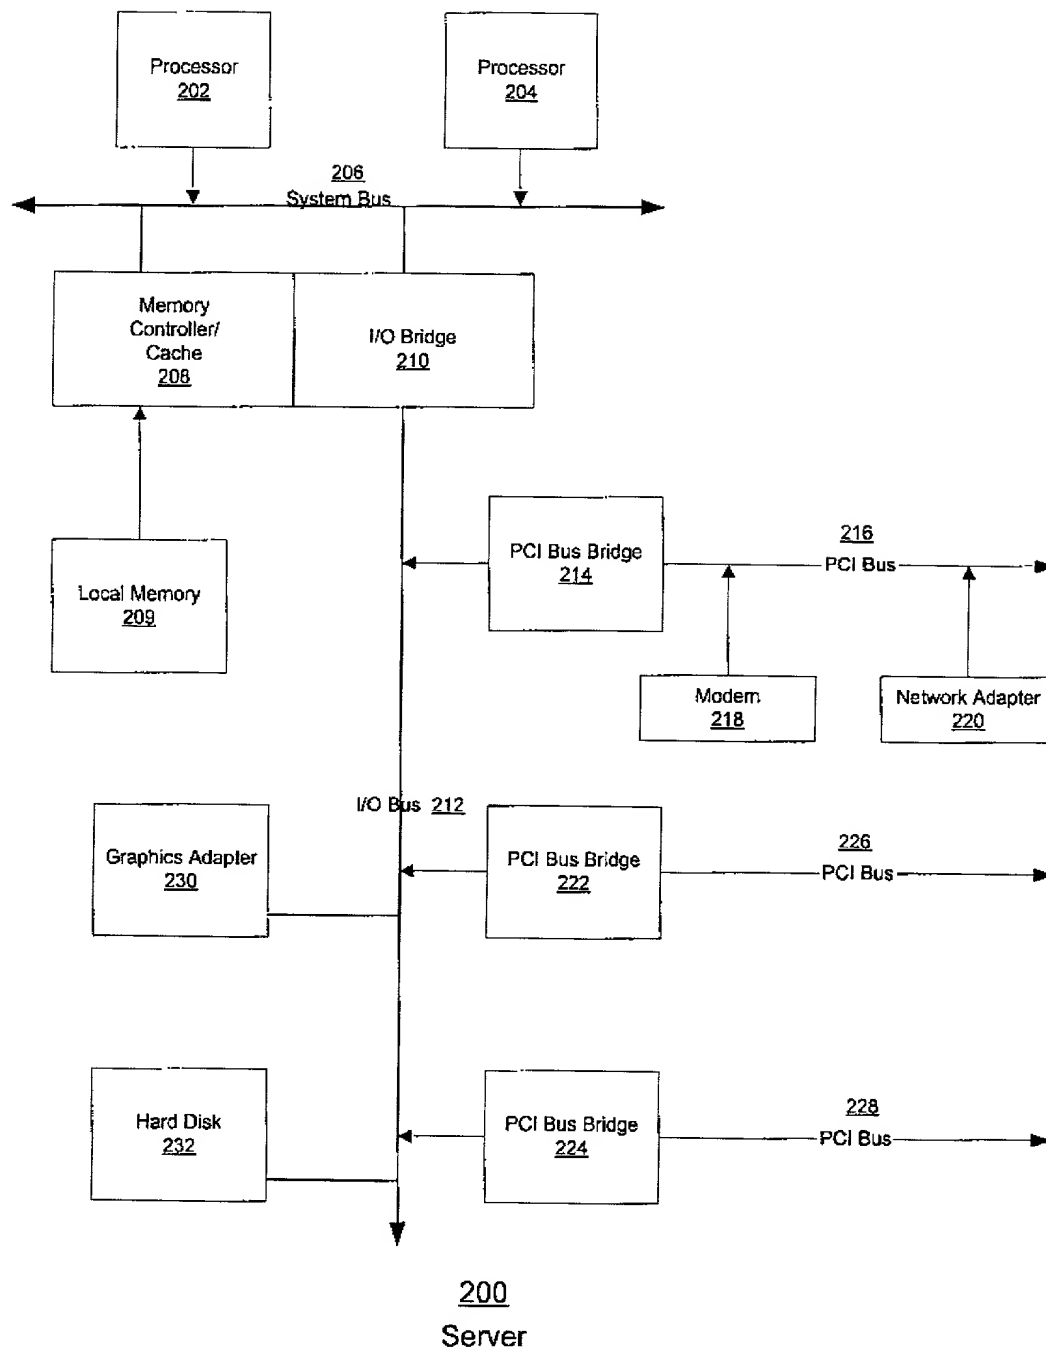 Processor
202
Processor
204
206
System Bus
Memory
Controller/
Cache
208
I/O Bridge
210
PCI Bus Bridge
214
216
PCI Bus
Local Memory
209
Modem
218
Network Adapter
220
I/O Bus 212
Graphics Adapter
230
PCI Bus Bridge
222
226
PCI Bus
Hard Disk
232
PCI Bus Bridge
224
228
PCI Bus
200
Server